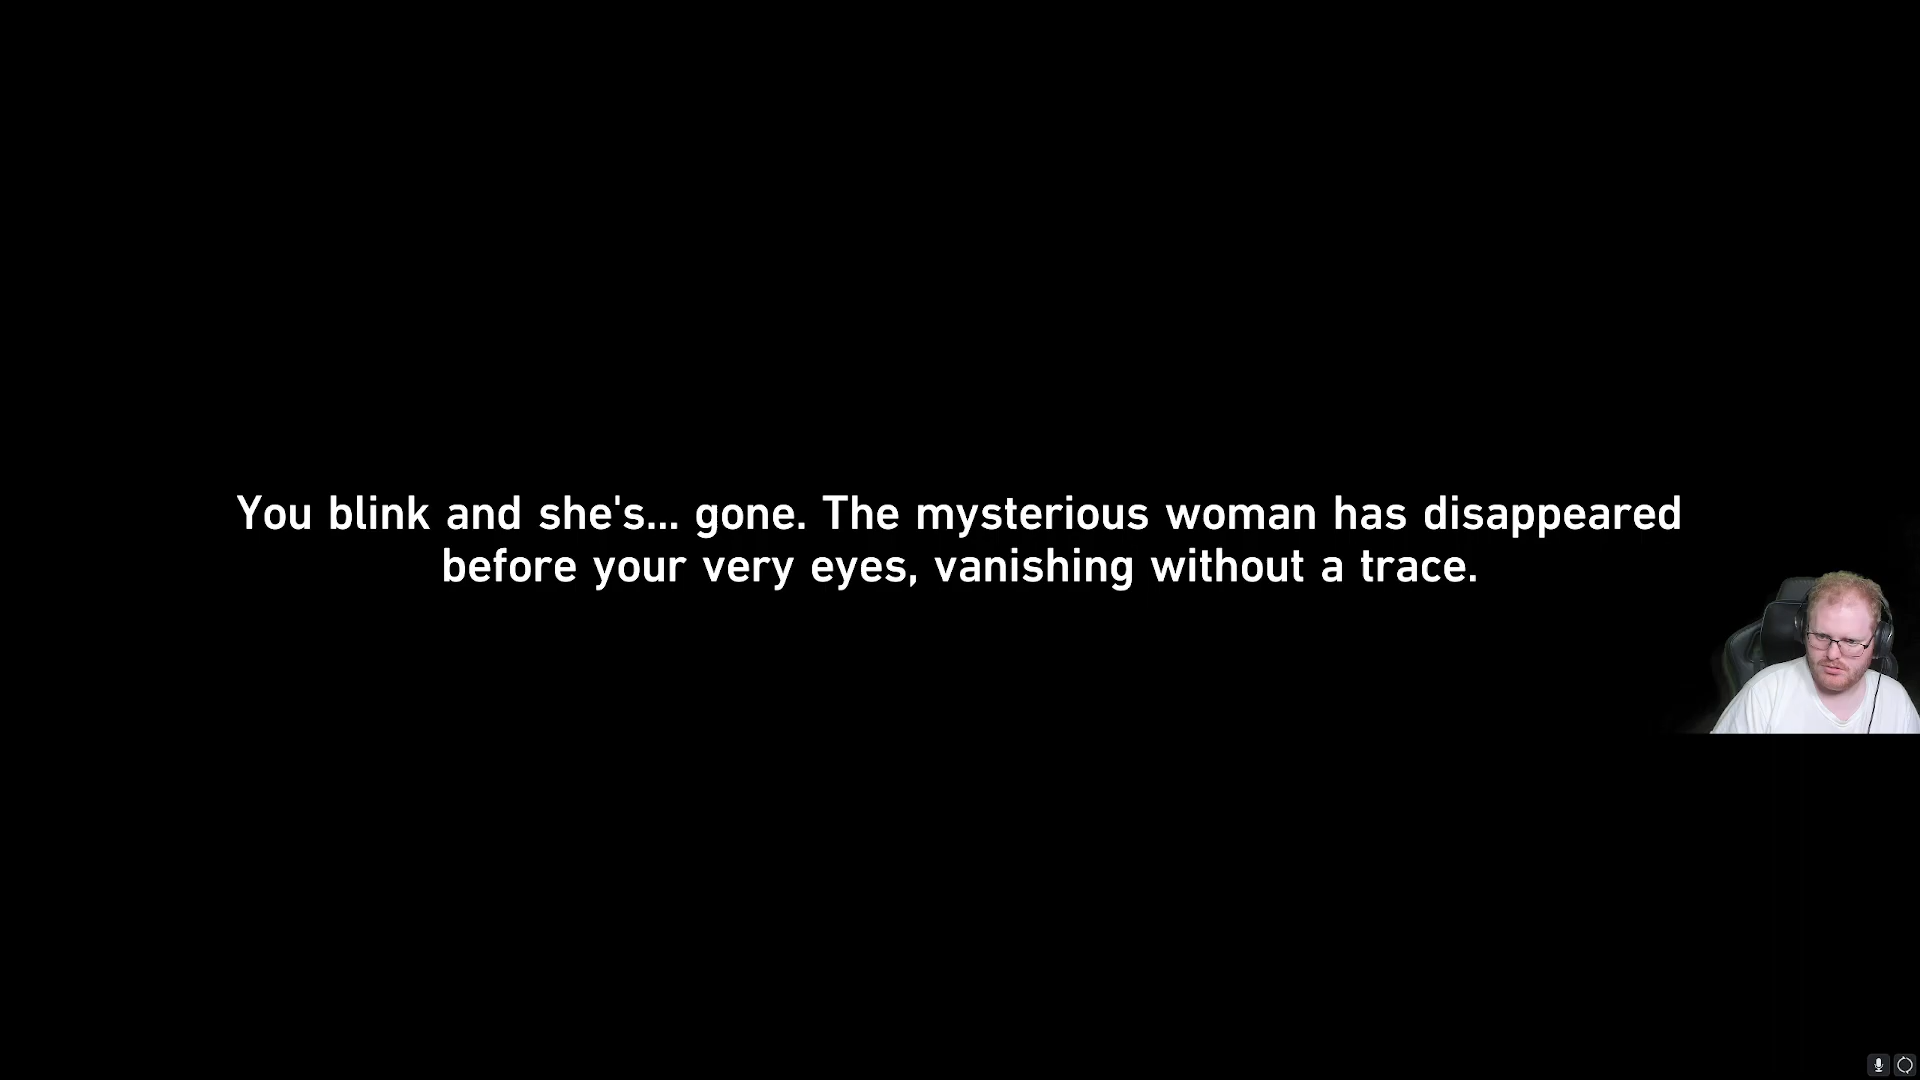 You blink and she's... gone. The mysterious woman has disappeared
before your very eyes, vanishing without a trace.